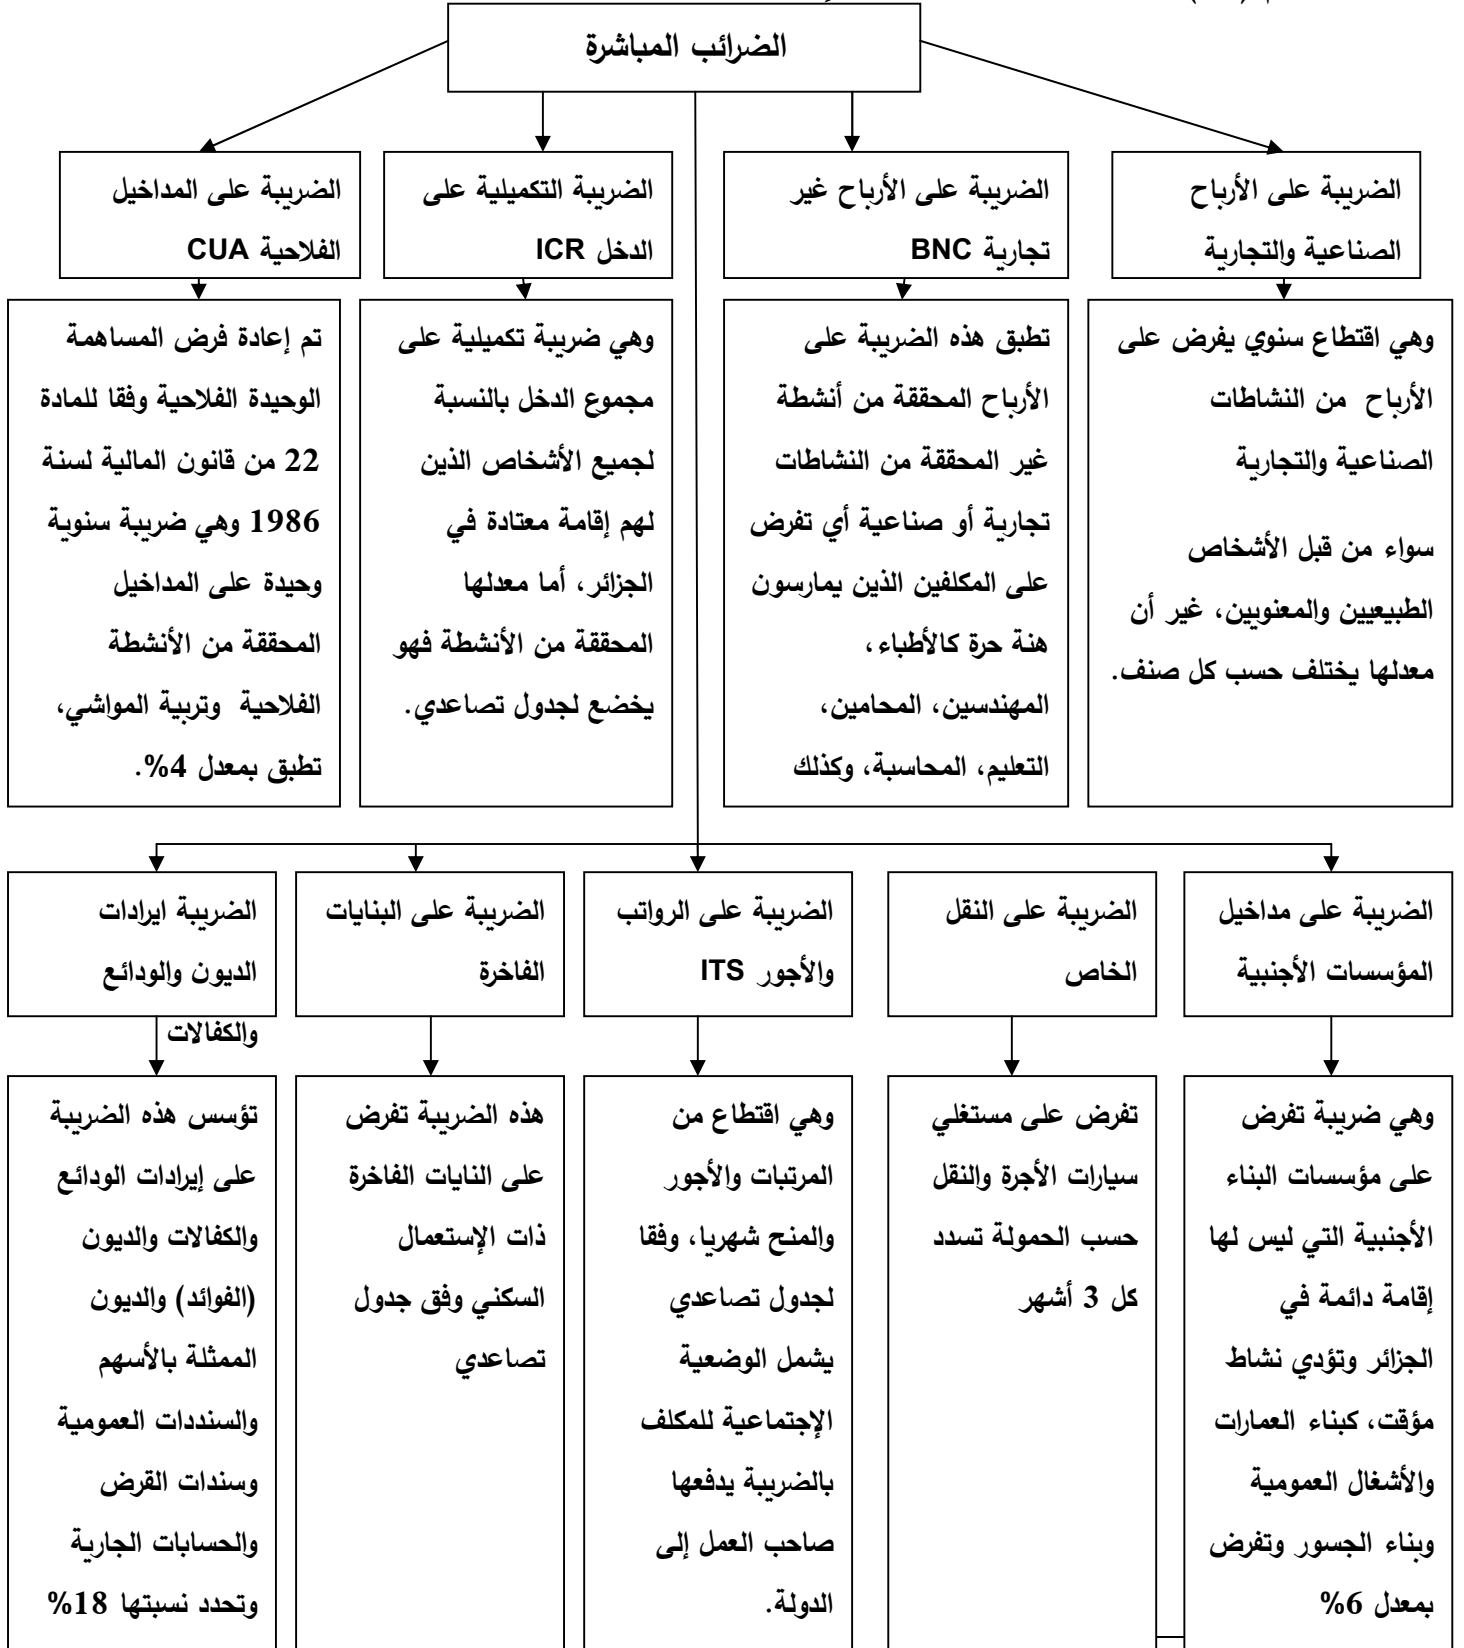 الضرائب المباشرة
الضريبة على الأرباح
الصناعية والتجارية
الضريبة على الأرباح غير
تجارية BNC
الضريبة التكميلية على
الدخل ICR
الضريبة على المداخيل
الفلاحية CUA
وهي اقتطاع سنوي يفرض على
الأرباح من النشاطات
الصناعية والتجارية
سواء من قبل الأشخاص
الطبيعيين والمعنويين، غير أن
معدلها يختلف حسب كل صنف.
تطبق هذه الضريبة على
الأرباح المحققة من أنشطة
غير المحققة من النشاطات
تجارية أو صناعية أي تفرض
على المكلفين الذين يمارسون
هنة حرة كالأطباء،
المهندسين، المحامين،
التعليم، المحاسبة، وكذلك
وهي ضريبة تكميلية على
مجموع الدخل بالنسبة
لجميع الأشخاص الذين
لهم إقامة معتادة في
الجزائر، أما معدلها
المحققة من الأنشطة فهو
يخضع لجدول تصاعدي.
تم إعادة فرض المساهمة
الوحيدة الفلاحية وفقا للمادة
22 من قانون المالية لسنة
1986 وهي ضريبة سنوية
وحيدة على المداخيل
المحققة من الأنشطة
الفلاحية وتربية المواشي،
تطبق بمعدل 4%.
الضريبة على مداخيل
المؤسسات الأجنبية
الضريبة على النقل
الخاص
الضريبة على الرواتب
والأجور ITS
الضريبة على البنايات
الفاخرة
الضريبة ايرادات
الديون والودائع
والكفالات
وهي ضريبة تفرض
على مؤسسات البناء
الأجنبية التي ليس لها
إقامة دائمة في
الجزائر وتؤدي نشاط
مؤقت، كبناء العمارات
والأشغال العمومية
وبناء الجسور وتفرض
بمعدل 6%
تفرض على مستغلي
سيارات الأجرة والنقل
حسب الحمولة تسدد
كل 3 أشهر
وهي اقتطاع من
المرتبات والأجور
والمنح شهريا، وفقا
لجدول تصاعدي
يشمل الوضعية
الإجتماعية للمكلف
بالضريبة يدفعها
صاحب العمل إلى
الدولة.
هذه الضريبة تفرض
على النايات الفاخرة
ذات الإستعمال
السكني وفق جدول
تصاعدي
تؤسس هذه الضريبة
على إيرادات الودائع
والكفالات والديون
(الفوائد) والديون
الممثلة بالأسهم
والسنددات العمومية
وسندات القرض
والحسابات الجارية
وتحدد نسبتها 18%